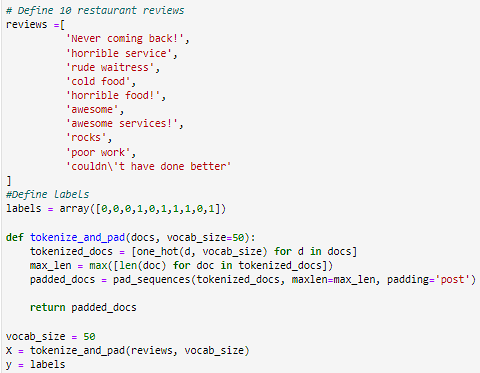 # Define 10 restaurant reviews
reviews =[
'Never coming back!',
'horrible service',
'rude waitress',
'cold food',
'horrible food!',
'awesome',
'awesome services!',
'rocks',
'poor work',
'couldn\'t have done better'
]
#Define labels
labels = array([0,0,0,1,0,1,1,1,0,1])
def tokenize_and_pad(docs, vocab_size=50):
tokenized_docs = [one_hot(d, vocab_size) for d in docs]
max_len = max([len(doc) for doc in tokenized_docs])
padded_docs = pad_sequences(tokenized_docs, maxlen=max_len, padding='post')
return padded_docs
vocab_size = 50
X = tokenize_and_pad(reviews, vocab_size)
y = labels